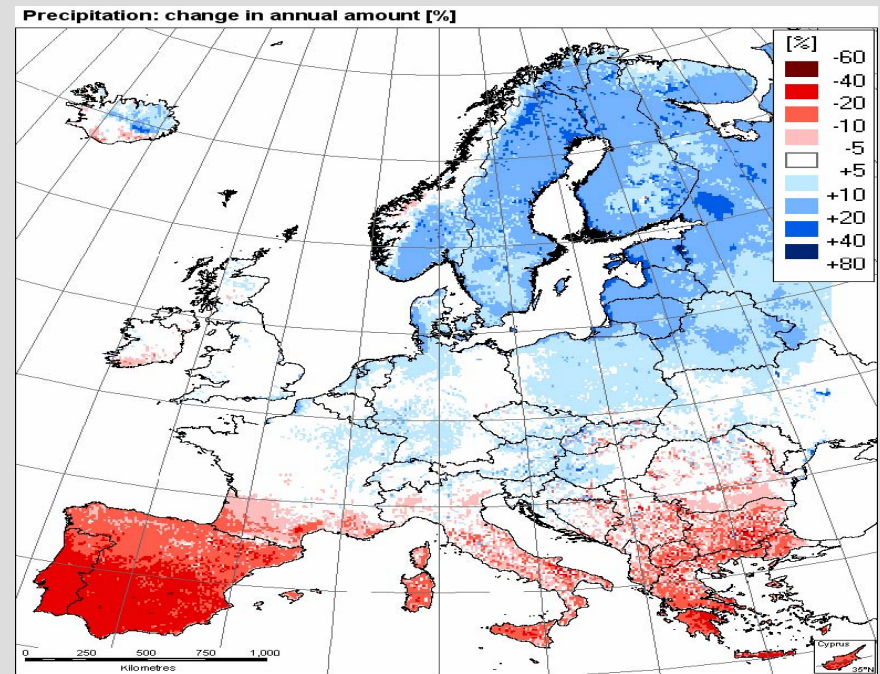 Precipitation: change in annual amount [%]
[%]
-60
-40
-20
-10
-5
+5
+10
+20
+40
+80
0 250 500 750 1,000
Kilometres
Cyprus
35°N